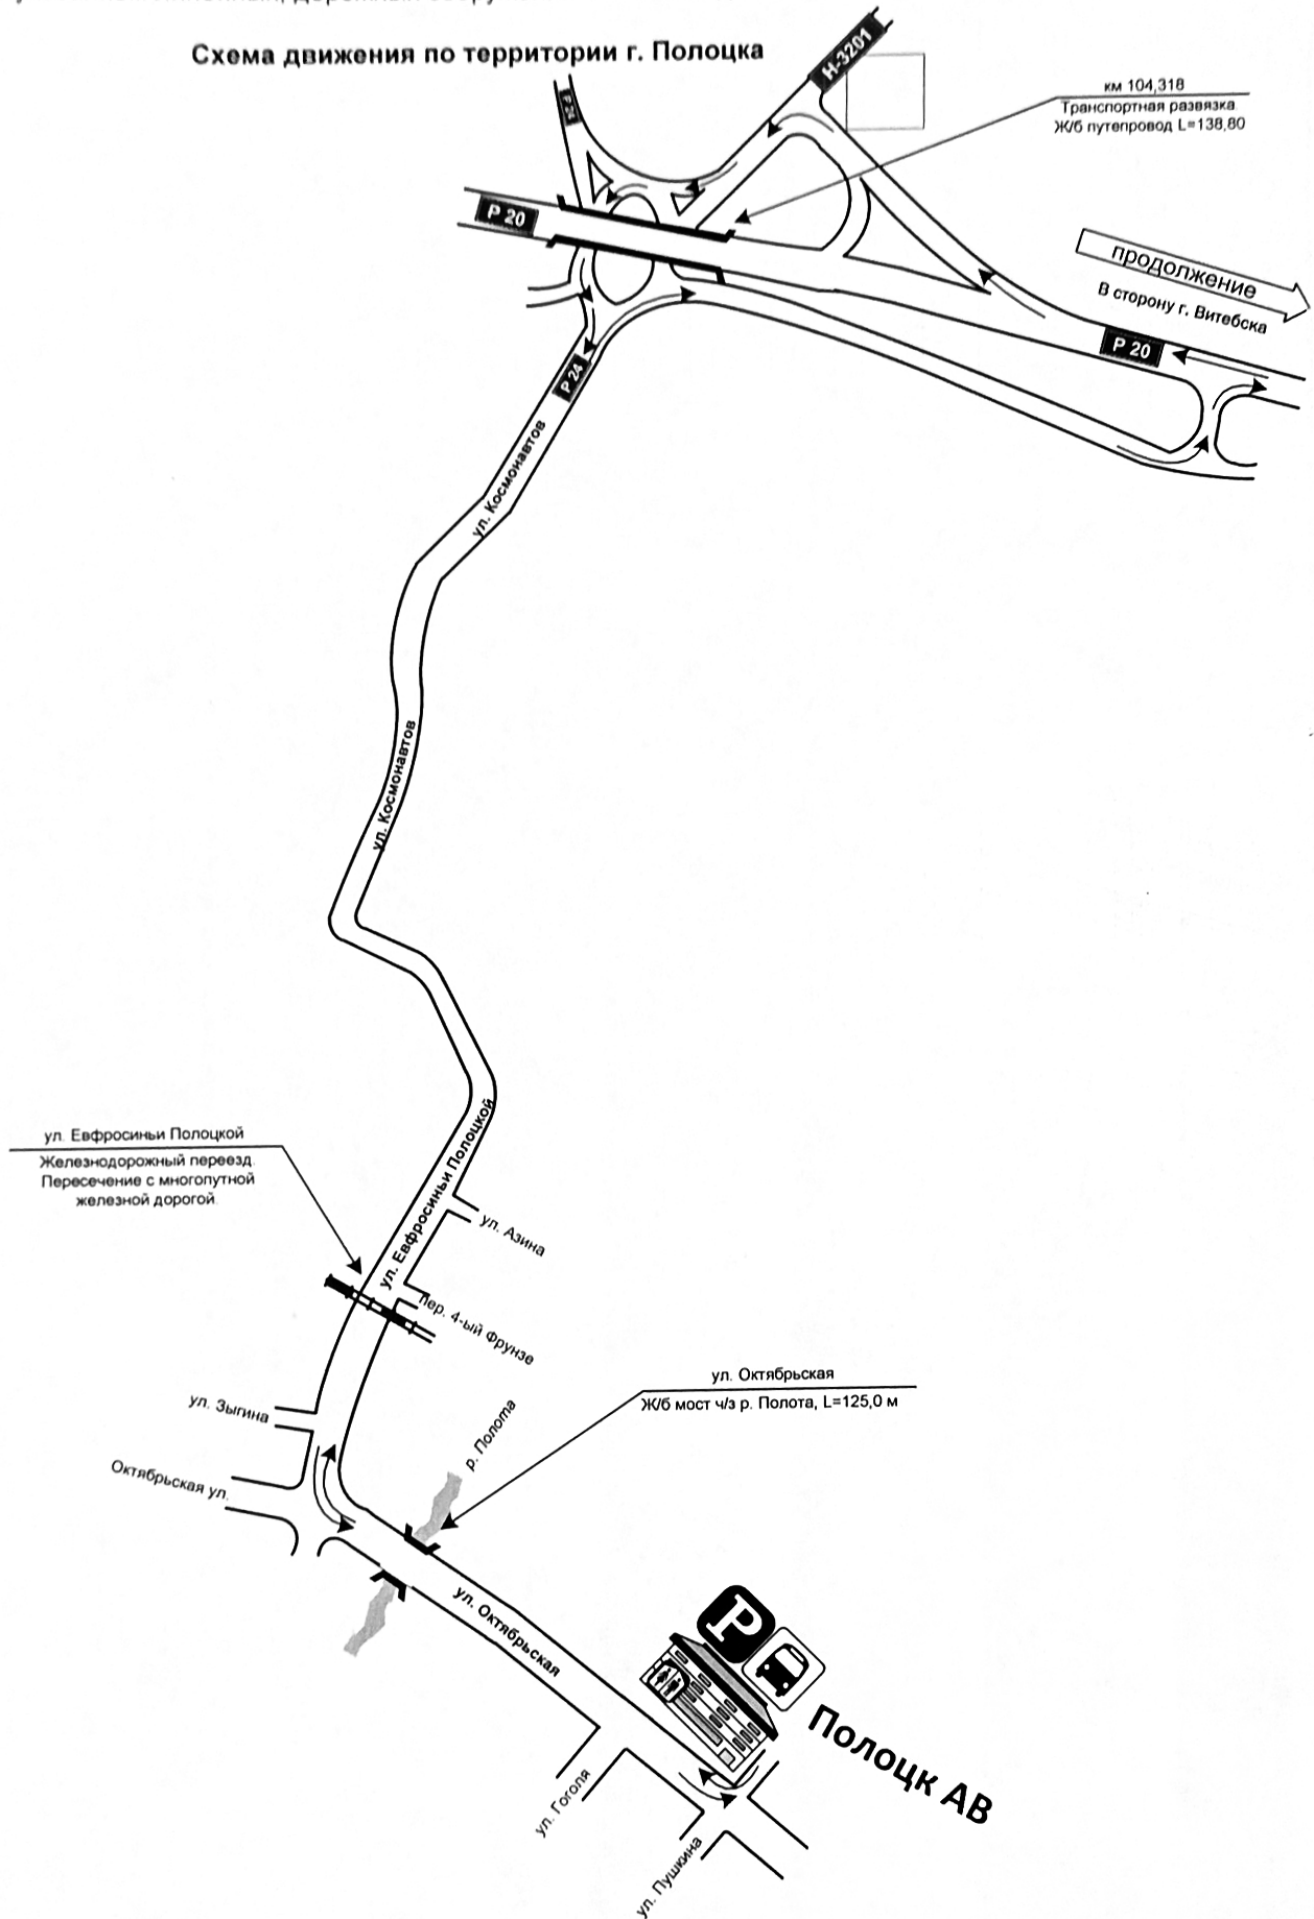 Схема движения по территории г. Полоцка
Н-3201
км 104,318
Транспортная развязка.
Ж/б путепровод L=138,80
Р 20
продолжение
В сторону г. Витебска
Р 20
Р 24
ул. Космонавтов
ул. Космонавтов
ул. Евфросиньи Полоцкой
Железнодорожный переезд.
Пересечение с многопутной
железной дорогой.
ул. Евфросиньи Полоцкой
ул. Азина
пер. 4-ый Фрунзе
ул. Октябрьская
Ж/б мост ч/з р. Полота, L=125,0 м
ул. Зыгина
р. Полота
Октябрьская ул.
ул. Октябрьская
P
Полоцк АВ
ул. Гоголя
ул. Пушкина